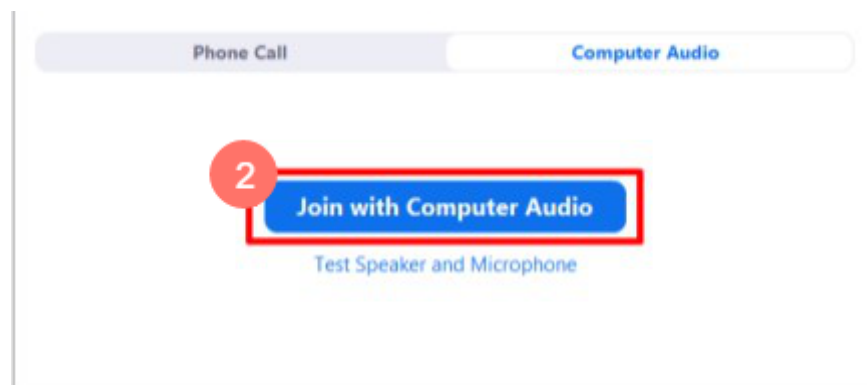 Phone Call
Computer Audio
2
Join with Computer Audio
Test Speaker and Microphone